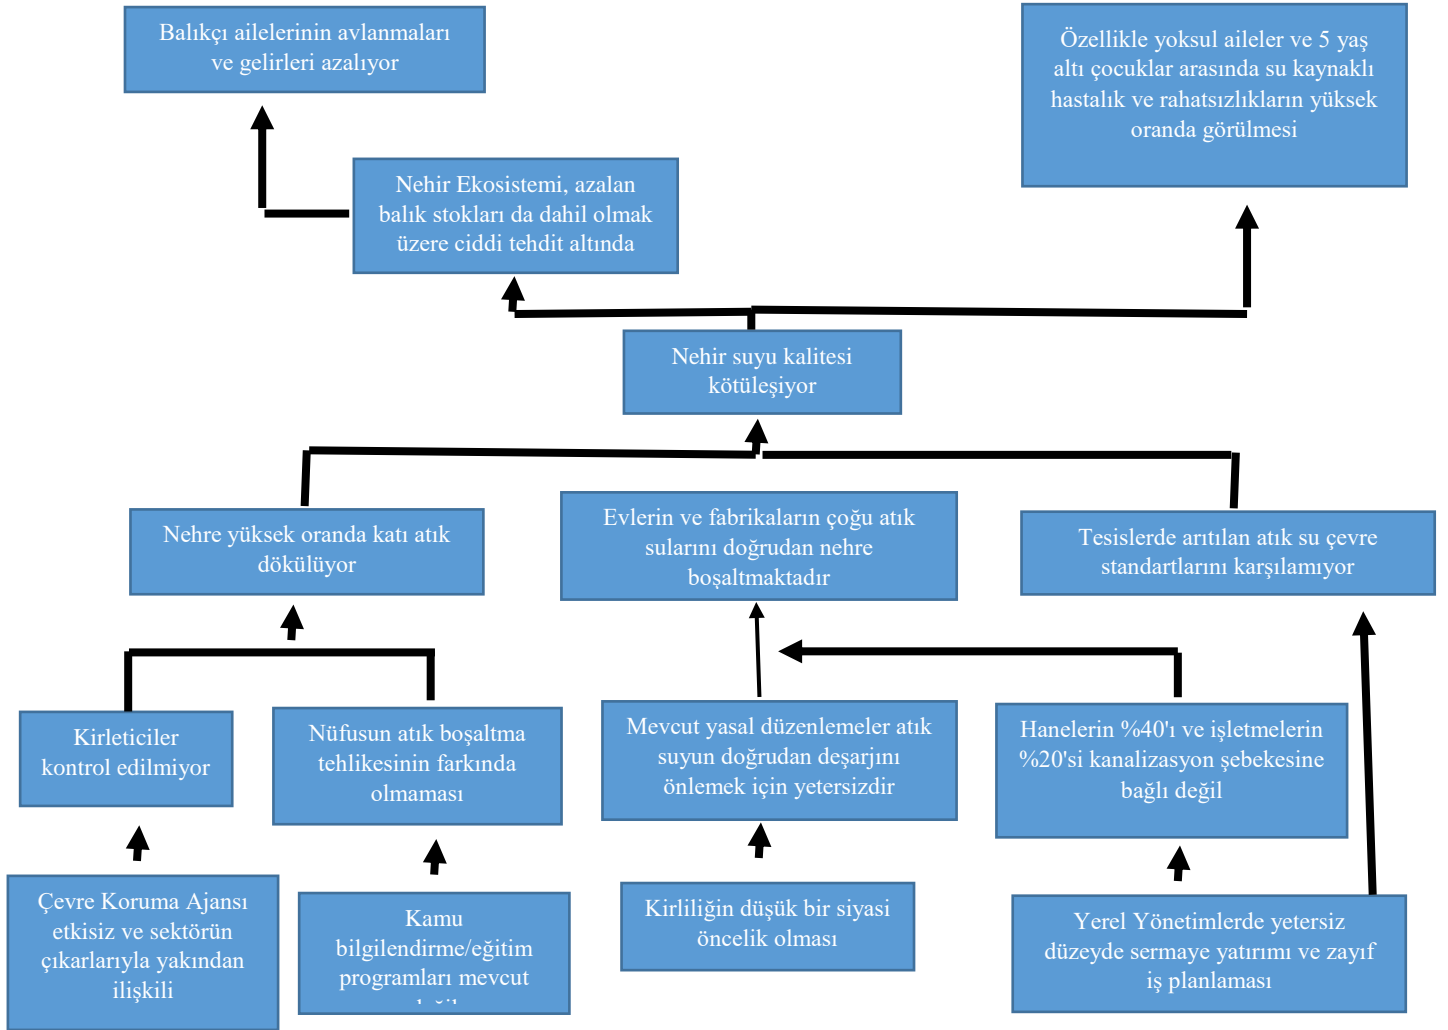 Balıkçı ailelerinin avlanmaları
ve gelirleri azalıyor
Özellikle yoksul aileler ve 5 yaş
altı çocuklar arasında su kaynaklı
hastalık ve rahatsızlıkların yüksek
oranda görülmesi
Nehir Ekosistemi, azalan
balık stokları da dahil olmak
üzere ciddi tehdit altında
Nehir suyu kalitesi
kötüleşiyor
Nehre yüksek oranda katı atık
dökülüyor
Evlerin ve fabrikaların çoğu atık
sularını doğrudan nehre
boşaltmaktadır
Tesislerde arıtılan atık su çevre
standartlarını karşılamıyor
Kirleticiler
kontrol edilmiyor
Nüfusun atık boşaltma
tehlikesinin farkında
olmaması
Mevcut yasal düzenlemeler atık
suyun doğrudan deşarjını
önlemek için yetersizdir
Hanelerin %40'ı ve işletmelerin
%20'si kanalizasyon şebekesine
bağlı değil
Çevre Koruma Ajansı
etkisiz ve sektörün
çıkarlarıyla yakından
ilişkili
Kamu
bilgilendirme/eğitim
programları mevcut
Kirliliğin düşük bir siyasi
öncelik olması
Yerel Yönetimlerde yetersiz
düzeyde sermaye yatırımı ve zayıf
iş planlaması